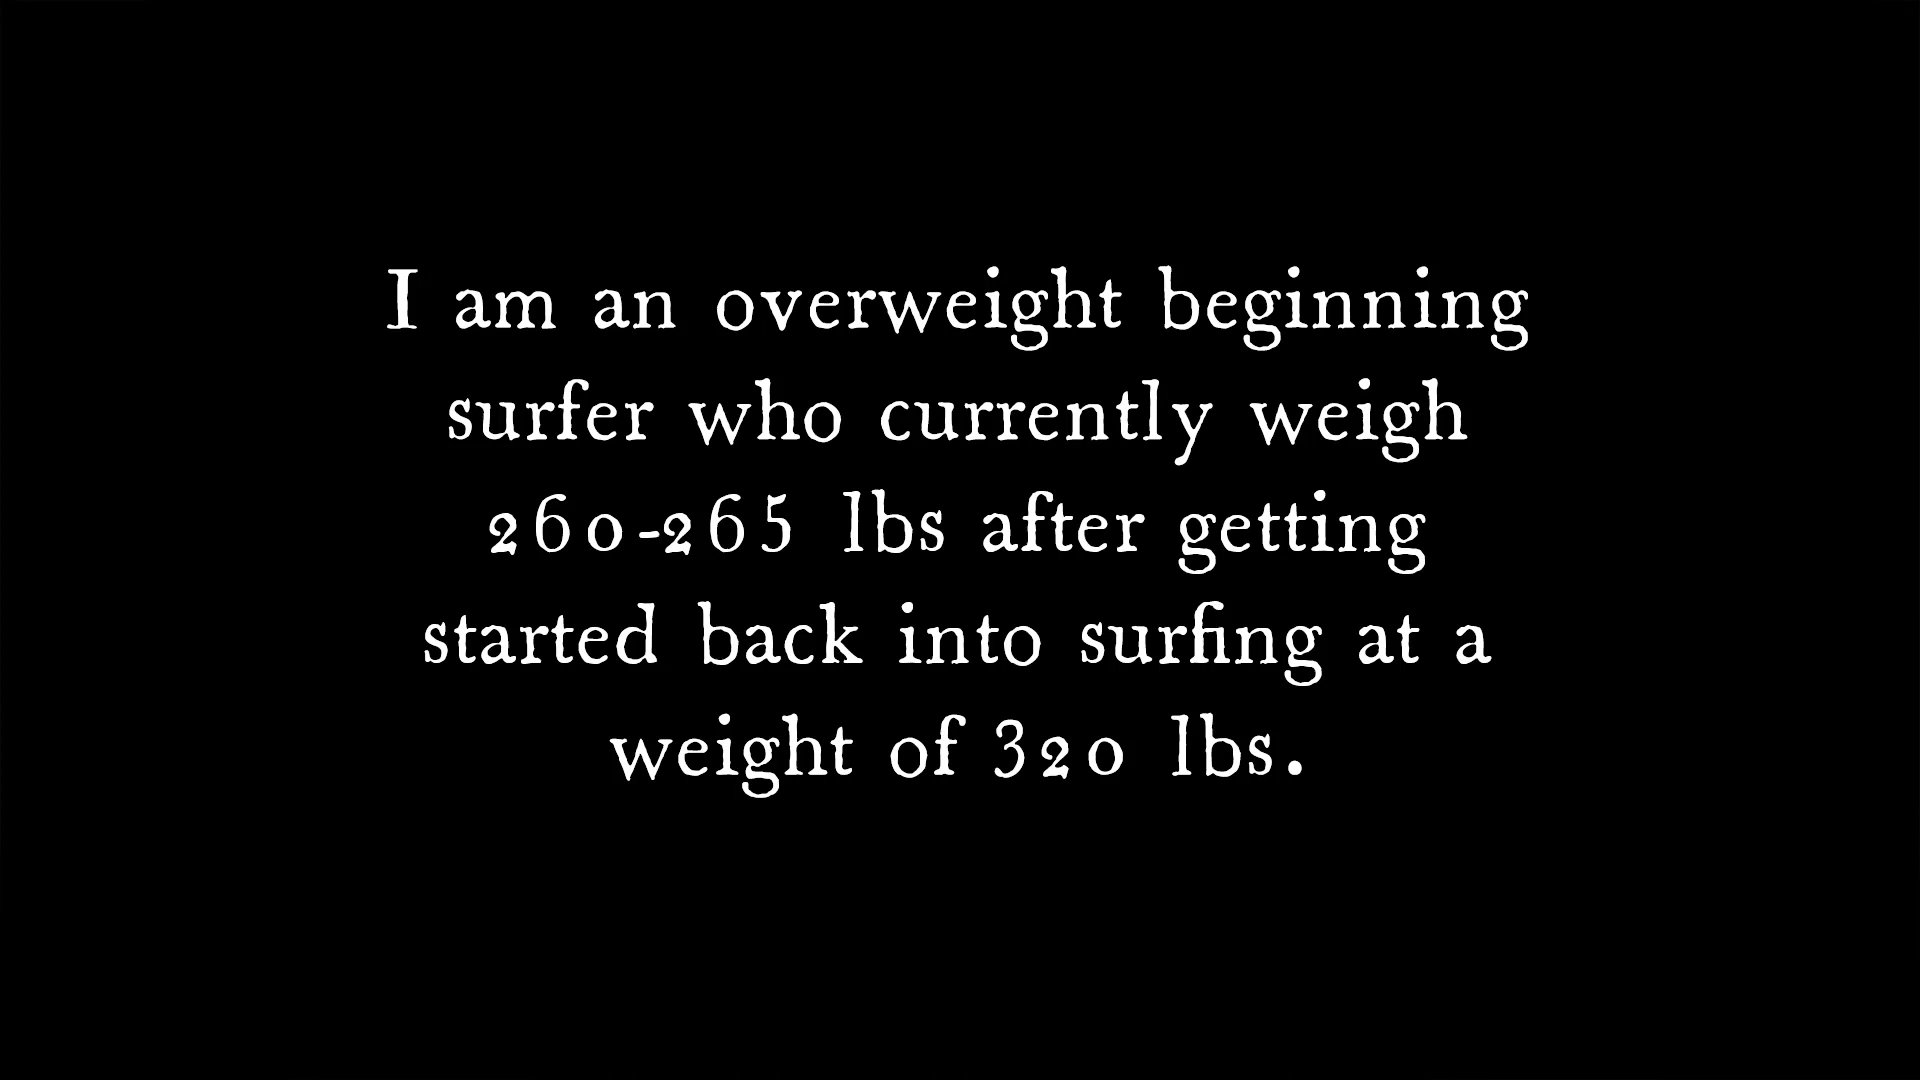 I am an overweight beginning
surfer who currently weigh
260-265 lbs after getting
started back into surfing at a
weight of 320 lbs.